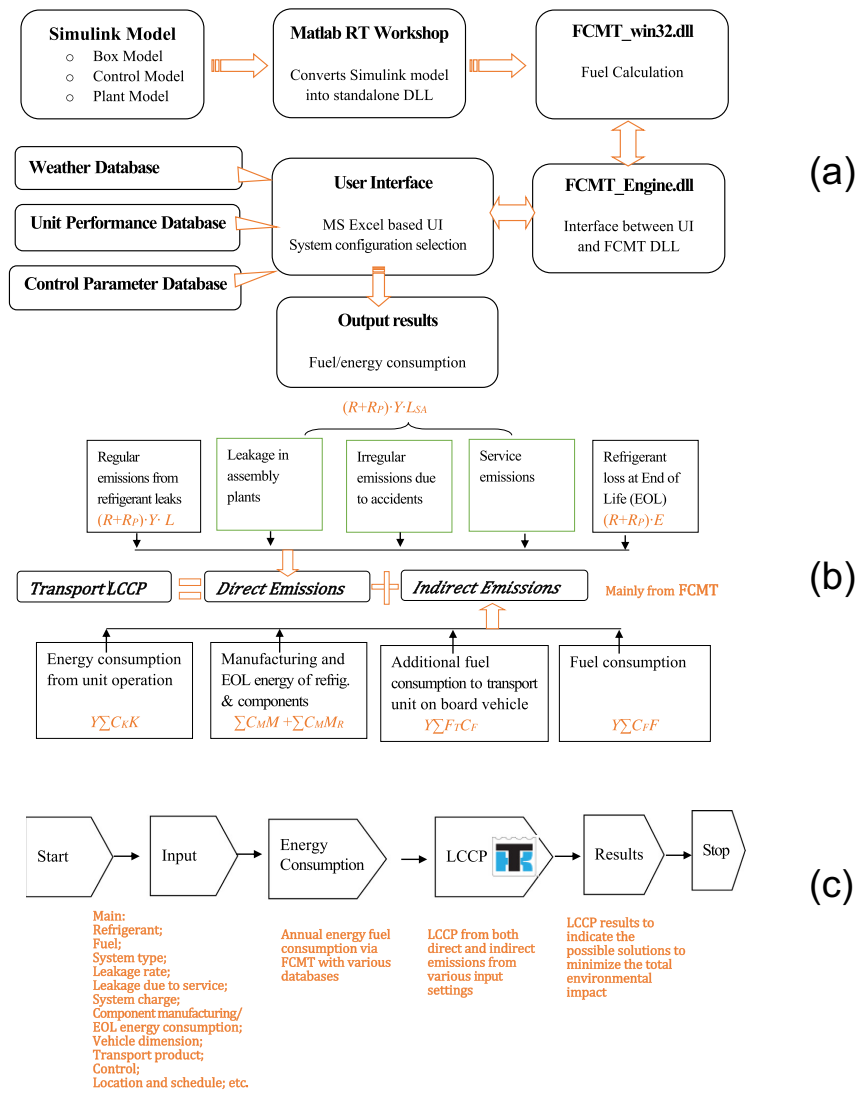 Simulink Model
o Box Model
o Control Model
o Plant Model
Matlab RT Workshop
Converts Simulink model
into standalone DLL
FCMT_win32.dll
Fuel Calculation
(a)
Weather Database
Unit Performance Database
Control Parameter Database
User Interface
MS Excel based UI
System configuration selection
FCMT_Engine.dll
Interface between UI
and FCMT DLL
Output results
Fuel/energy consumption
(R+RP)·Y·LSA
Regular
emissions from
refrigerant leaks
(R+RP)·Y· L
Leakage in
assembly
plants
Irregular
emissions due
to accidents
Service
emissions
Refrigerant
loss at End of
Life (EOL)
(R+RP)·E
(b)
Transport LCCP
Direct Emissions
Indirect Emissions
Mainly from FCMT
Energy consumption
from unit operation
Y∑CKK
Manufacturing and
EOL energy of refrig.
& components
∑CMM +∑CMMR
Additional fuel
consumption to transport
unit on board vehicle
Y∑FTCF
Fuel consumption
Y∑CFF
(c)
Start
Input
Energy
Consumption
LCCP
TK
Results
Stop
Main:
Refrigerant;
Fuel;
System type;
Leakage rate;
Leakage due to service;
System charge;
Component manufacturing/
EOL energy consumption;
Vehicle dimension;
Transport product;
Control;
Location and schedule; etc.
Annual energy fuel
consumption via
FCMT with various
databases
LCCP from both
direct and indirect
emissions from
various input
settings
LCCP results to
indicate the
possible solutions to
minimize the total
environmental
impact